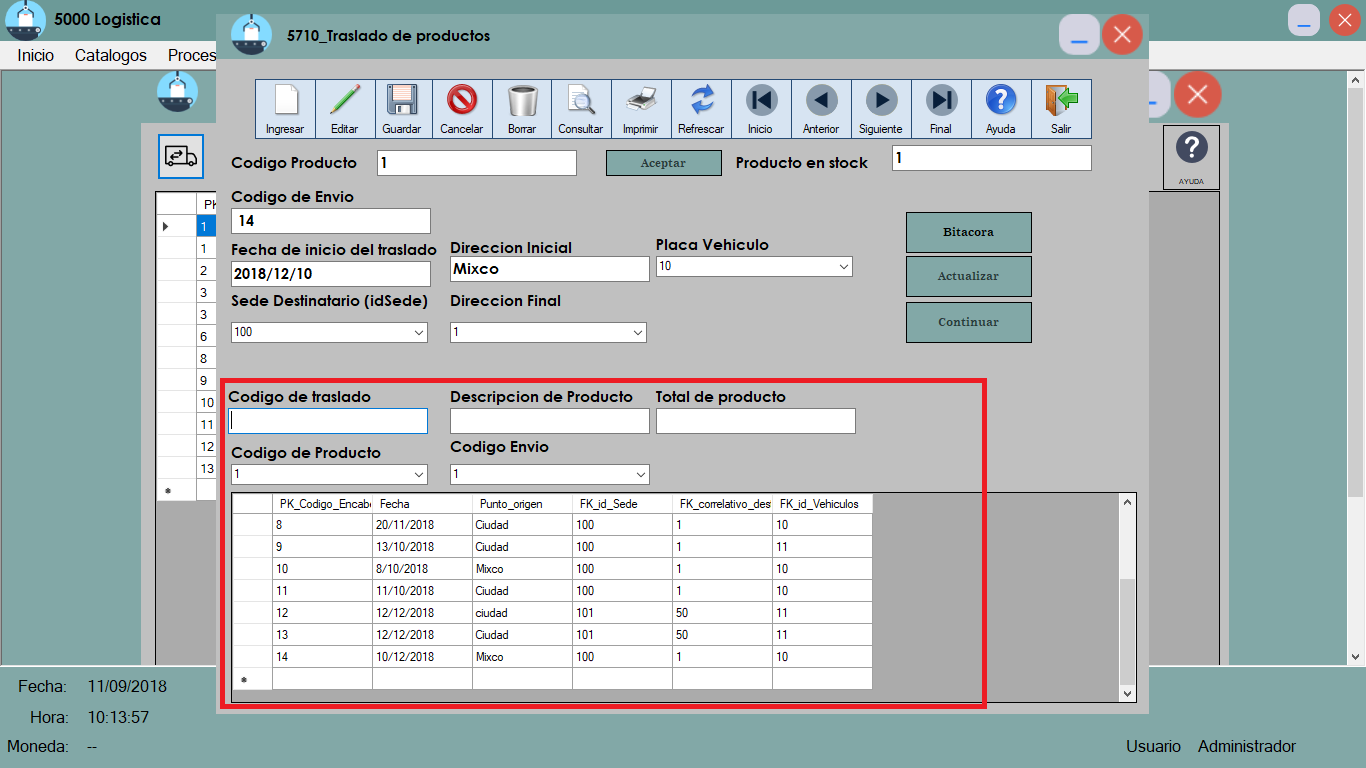 5000 Logistica
Inicio Catalogos Proces
5710_Traslado de productos
Ingresar Editar Guardar Cancelar Borrar Consultar Imprimir Refrescar Inicio Anterior Siguiente Final Ayuda Salir
Codigo Producto 1 Aceptar Producto en stock 1
AYUDA
Codigo de Envio
14
Fecha de inicio del traslado Direccion Inicial Placa Vehiculo
2018/12/10 Mixco 10
Sede Destinatario (idSede) Direccion Final
100 1
Bitacora
Actualizar
Continuar
PK
1
1
2
3
3
6
8
9
10
11
12
13
*
Codigo de traslado Descripcion de Producto Total de producto
Codigo de Producto Codigo Envio
1 1
PK_Codigo_Encabe Fecha Punto_origen FK_id_Sede FK_correlativo_dest FK_id_Vehiculos
8 20/11/2018 Ciudad 100 1 10
9 13/10/2018 Ciudad 100 1 11
10 8/10/2018 Mixco 100 1 10
11 11/10/2018 Ciudad 100 1 10
12 12/12/2018 ciudad 101 50 11
13 12/12/2018 Ciudad 101 50 11
14 10/12/2018 Mixco 100 1 10
*
Fecha: 11/09/2018
Hora: 10:13:57
Moneda: --
Usuario Administrador